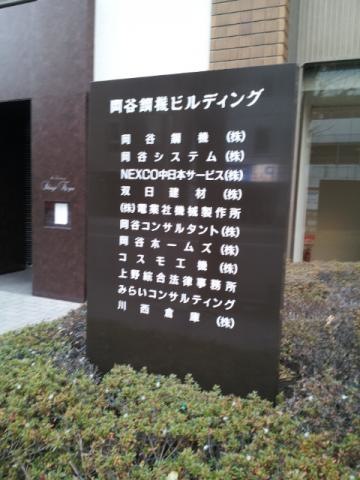 岡谷鋼機ビルディング
岡谷鋼機(株)
岡谷システム(株)
NEXCO中日本サービス(株)
双日建材(株)
(株)電業社機械製作所
岡谷コンサルタント(株)
岡谷ホームズ(株)
コスモ工機(株)
上野綜合法律事務所
みらいコンサルティング
川西倉庫(株)